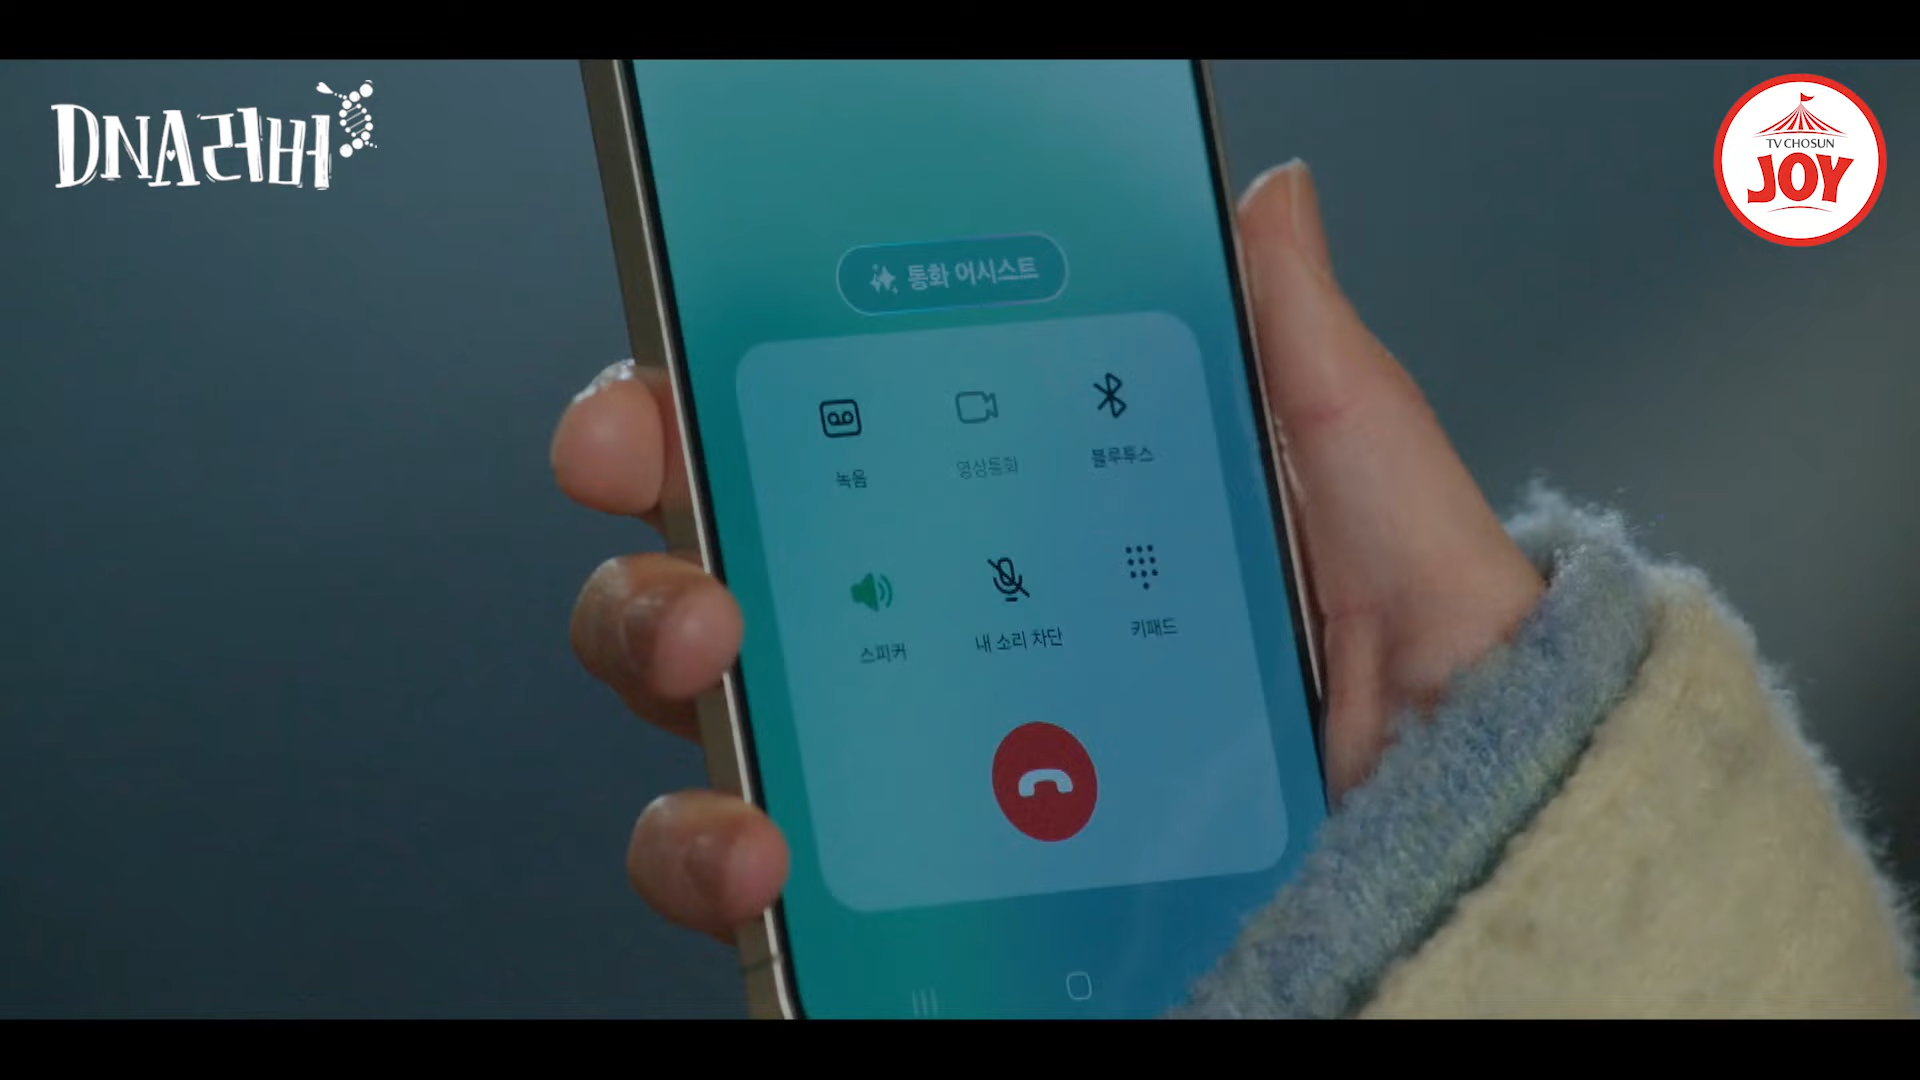 DNA러버
TV CHOSUN
JOY
통화 어시스트
녹음
영상통화
블루투스
스피커
내 소리 차단
키패드